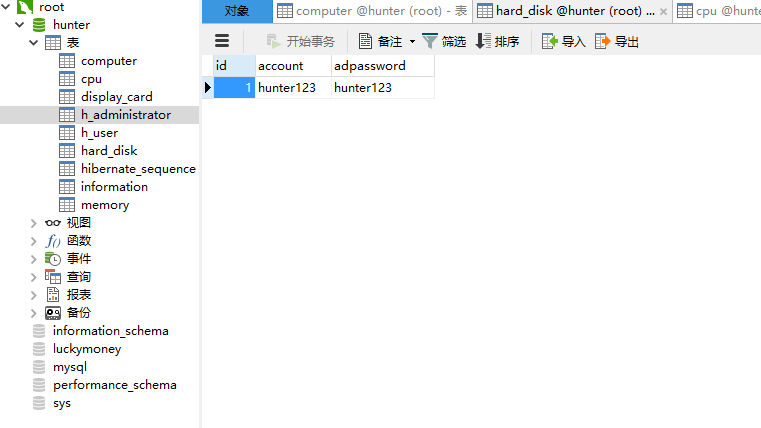 root
hunter
表
computer
cpu
display_card
h_administrator
h_user
hard_disk
hibernate_sequence
information
memory
视图
f() 函数
事件
查询
报表
备份
information_schema
luckymoney
mysql
performance_schema
sys
对象 computer @hunter (root) - 表 hard_disk @hunter (root) ... × cpu @hunte
开始事务 备注 筛选 排序 导入 导出
id account adpassword
1 hunter123 hunter123